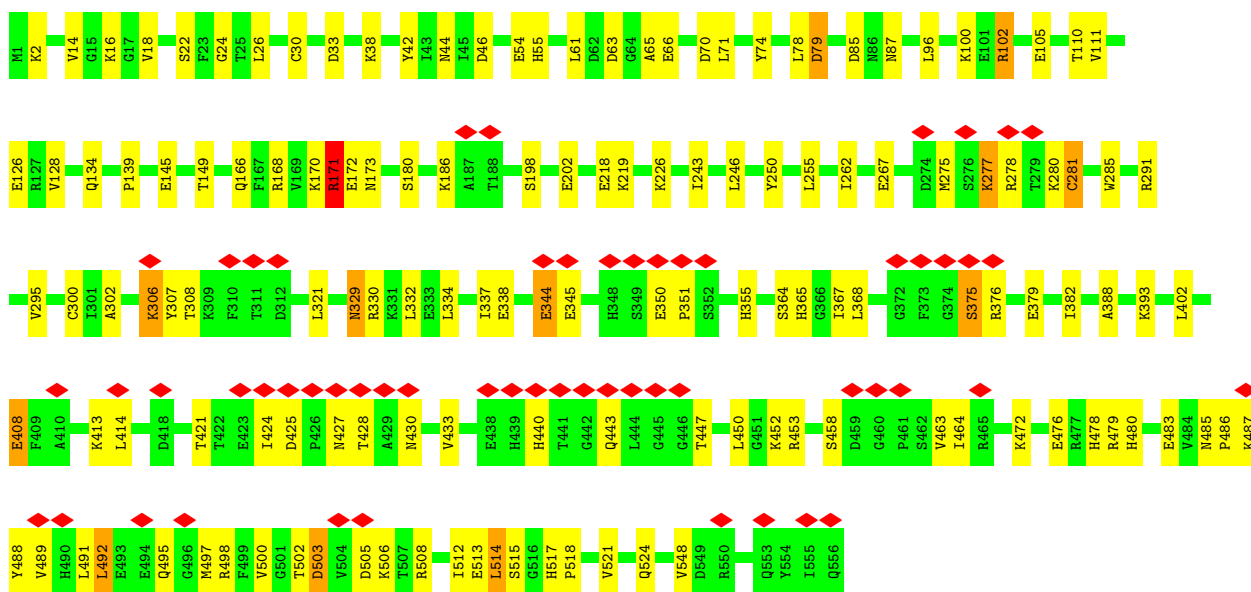 M1 K2 V14 G15 K16 G17 V18 S22 F23 G24 T25 L26 C30 D33 K38 Y42 I43 N44 I45 D46 E54 H55 L61 D62 D63 G64 A65 E66 D70 L71 Y74 L78 D79 D85 N86 N87 L96 K100 E101 R102 E105 T110 V111
E126 R127 V128 Q134 P139 E145 T149 Q166 F167 R168 V169 K170 R171 E172 N173 S180 K186 A187 T188 S198 E202 E218 K219 K226 I243 L246 Y250 L255 I262 E267 D274 M275 S276 K277 R278 T279 K280 C281 W285 R291
V295 C300 I301 A302 K306 Y307 T308 K309 F310 T311 D312 L321 N329 R330 K331 L332 E333 L334 I337 E338 E344 E345 H348 S349 E350 P351 S352 H355 S364 H365 G366 I367 L368 G372 F373 G374 S375 R376 E379 I382 A388 K393 L402
E408 F409 A410 K413 L414 D418 T421 T422 E423 I424 D425 P426 N427 T428 A429 N430 V433 E438 H439 H440 T441 G442 Q443 L444 G445 G446 T447 L450 G451 K452 R453 S458 D459 G460 P461 S462 V463 I464 R465 K472 E476 R477 H478 R479 H480 E483 V484 N485 P486 K487
Y488 V489 H490 L491 L492 E493 E494 Q495 G496 M497 R498 F499 V500 G501 T502 D503 V504 D505 K506 T507 R508 I512 E513 L514 S515 G516 H517 P518 V521 Q524 V548 D549 R550 Q553 Y554 I555 Q556